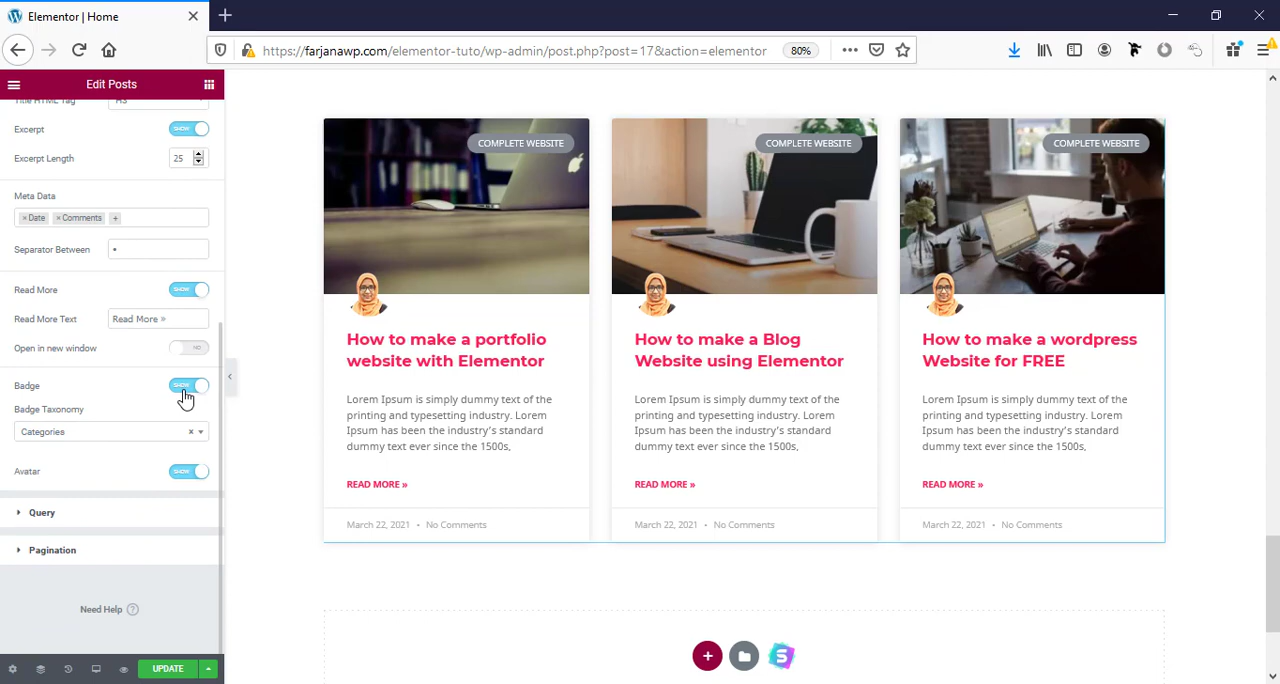 Elementor | Home
https://farjanawp.com/elementor-tuto/wp-admin/post.php?post=17&action=elementor
80%
Edit Posts
Title HTML Tag
H3
Excerpt
SHOW
Excerpt Length
25
Meta Data
× Date × Comments +
Separator Between
•
Read More
SHOW
Read More Text
Read More »
Open in new window
NO
Badge
SHOW
Badge Taxonomy
Categories
Avatar
SHOW
Query
Pagination
Need Help ?
UPDATE
COMPLETE WEBSITE
How to make a portfolio
website with Elementor
Lorem Ipsum is simply dummy text of the
printing and typesetting industry. Lorem
Ipsum has been the industry's standard
dummy text ever since the 1500s,
READ MORE »
March 22, 2021 • No Comments
COMPLETE WEBSITE
How to make a Blog
Website using Elementor
Lorem Ipsum is simply dummy text of the
printing and typesetting industry. Lorem
Ipsum has been the industry's standard
dummy text ever since the 1500s,
READ MORE »
March 22, 2021 • No Comments
COMPLETE WEBSITE
How to make a wordpress
Website for FREE
Lorem Ipsum is simply dummy text of the
printing and typesetting industry. Lorem
Ipsum has been the industry's standard
dummy text ever since the 1500s,
READ MORE »
March 22, 2021 • No Comments